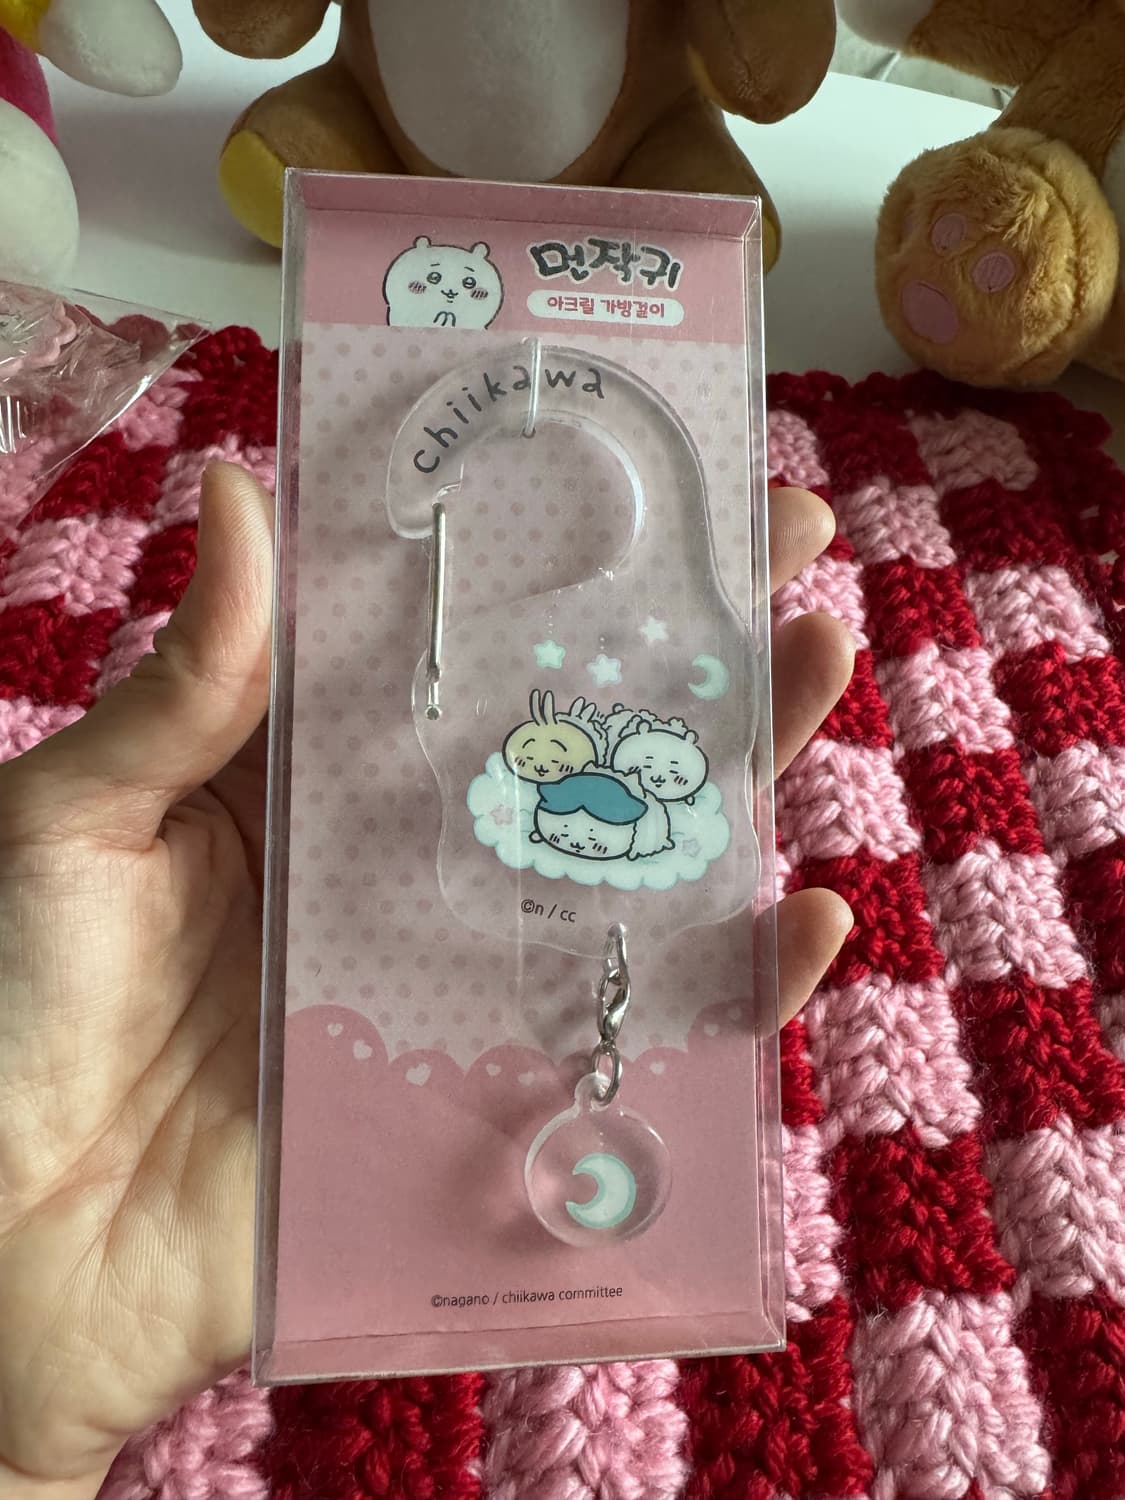 먼작귀
아크릴 가방걸이
chiikawa
©n / cc
©nagano / chiikawa committee